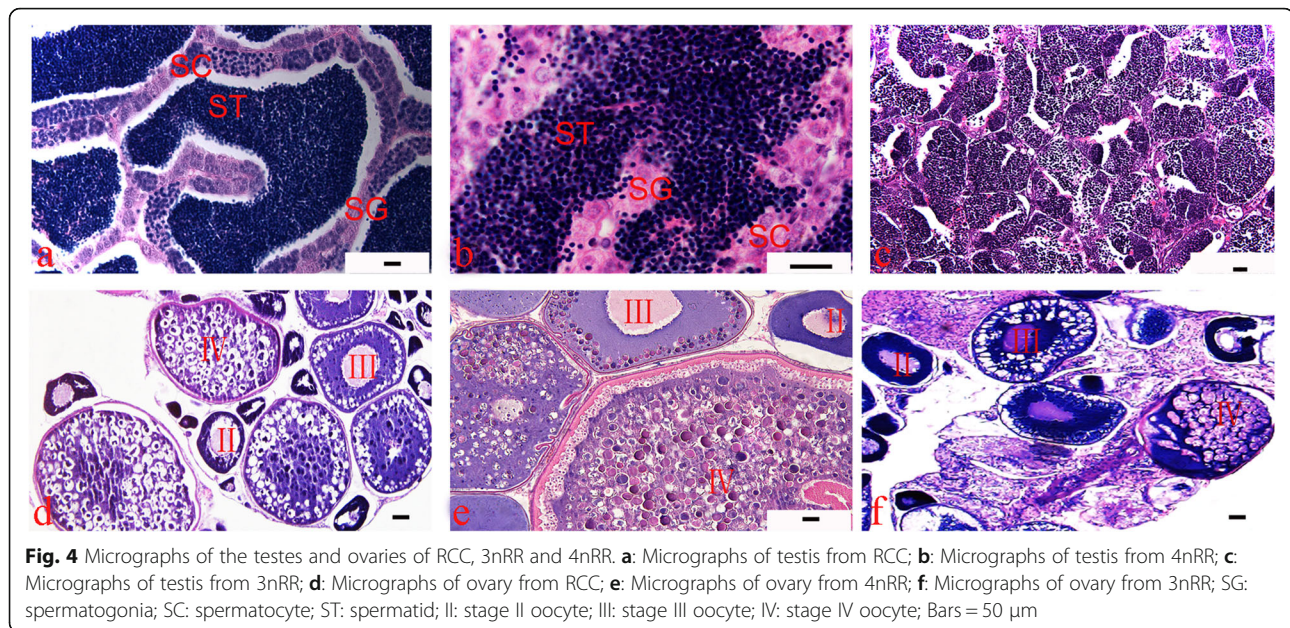 SC
ST
SG
a
ST
SG
SC
b
c
IV
III
II
d
III
II
IV
e
II
III
IV
f
Fig. 4 Micrographs of the testes and ovaries of RCC, 3nRR and 4nRR. a: Micrographs of testis from RCC; b: Micrographs of testis from 4nRR; c:
Micrographs of testis from 3nRR; d: Micrographs of ovary from RCC; e: Micrographs of ovary from 4nRR; f: Micrographs of ovary from 3nRR; SG:
spermatogonia; SC: spermatocyte; ST: spermatid; II: stage II oocyte; III: stage III oocyte; IV: stage IV oocyte; Bars = 50 μm